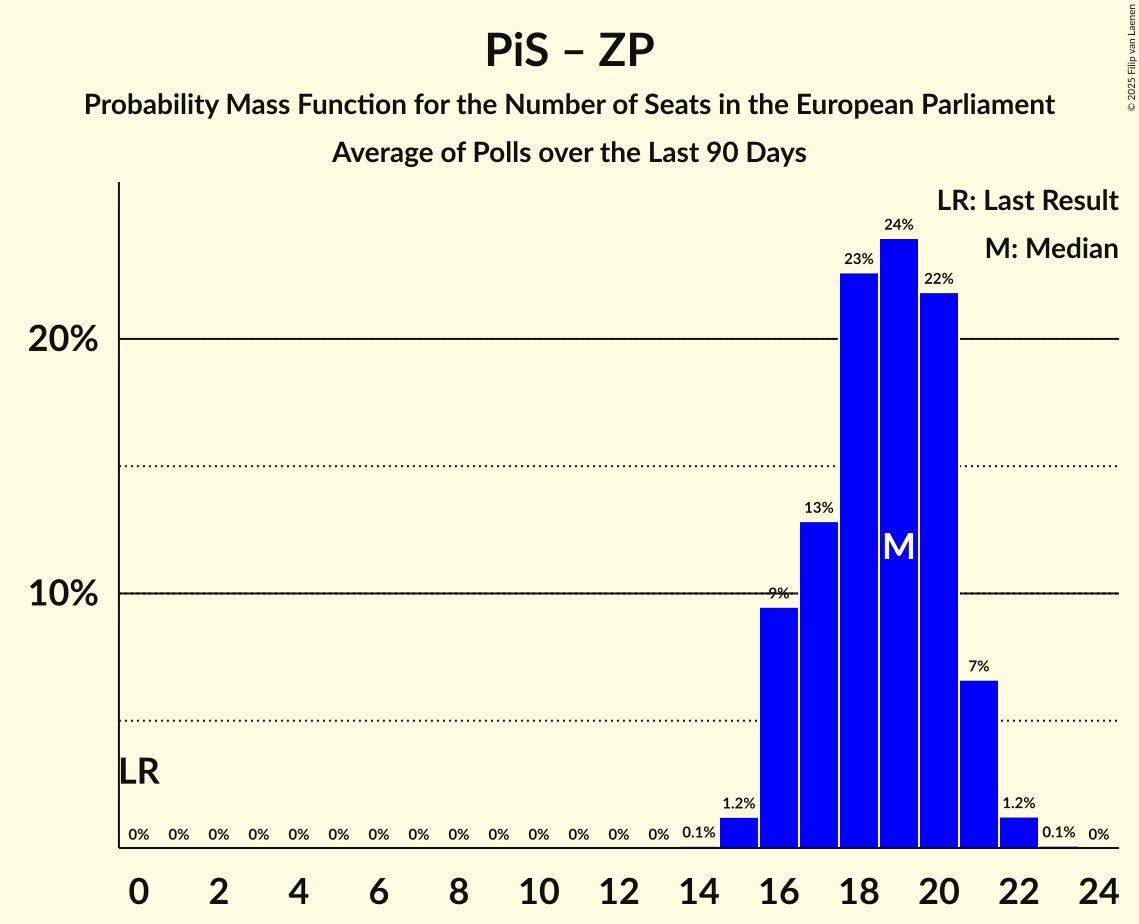 PiS – ZP
Probability Mass Function for the Number of Seats in the European Parliament
Average of Polls over the Last 90 Days
© 2025 Filip van Laenen
LR: Last Result
M: Median
20%
10%
LR
M
0% 0% 0% 0% 0% 0% 0% 0% 0% 0% 0% 0% 0% 0% 0.1% 1.2% 9% 13% 23% 24% 22% 7% 1.2% 0.1% 0%
0 2 4 6 8 10 12 14 16 18 20 22 24